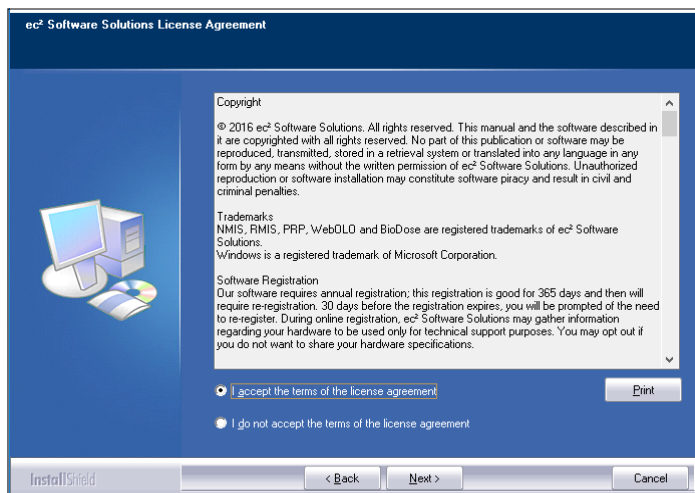 ec² Software Solutions License Agreement
Copyright
© 2016 ec² Software Solutions. All rights reserved. This manual and the software described in
it are copyrighted with all rights reserved. No part of this publication or software may be
reproduced, transmitted, stored in a retrieval system or translated into any language in any
form by any means without the written permission of ec² Software Solutions. Unauthorized
reproduction or software installation may constitute software piracy and result in civil and
criminal penalties.
Trademarks
NMIS, RMIS, PRP, WebOLO and BioDose are registered trademarks of ec² Software
Solutions.
Windows is a registered trademark of Microsoft Corporation.
Software Registration
Our software requires annual registration; this registration is good for 365 days and then will
require re-registration. 30 days before the registration expires, you will be prompted of the need
to re-register. During online registration, ec² Software Solutions may gather information
regarding your hardware to be used only for technical support purposes. You may opt out if
you do not want to share your hardware specifications.
I accept the terms of the license agreement
Print
I do not accept the terms of the license agreement
InstallShield
< Back
Next >
Cancel